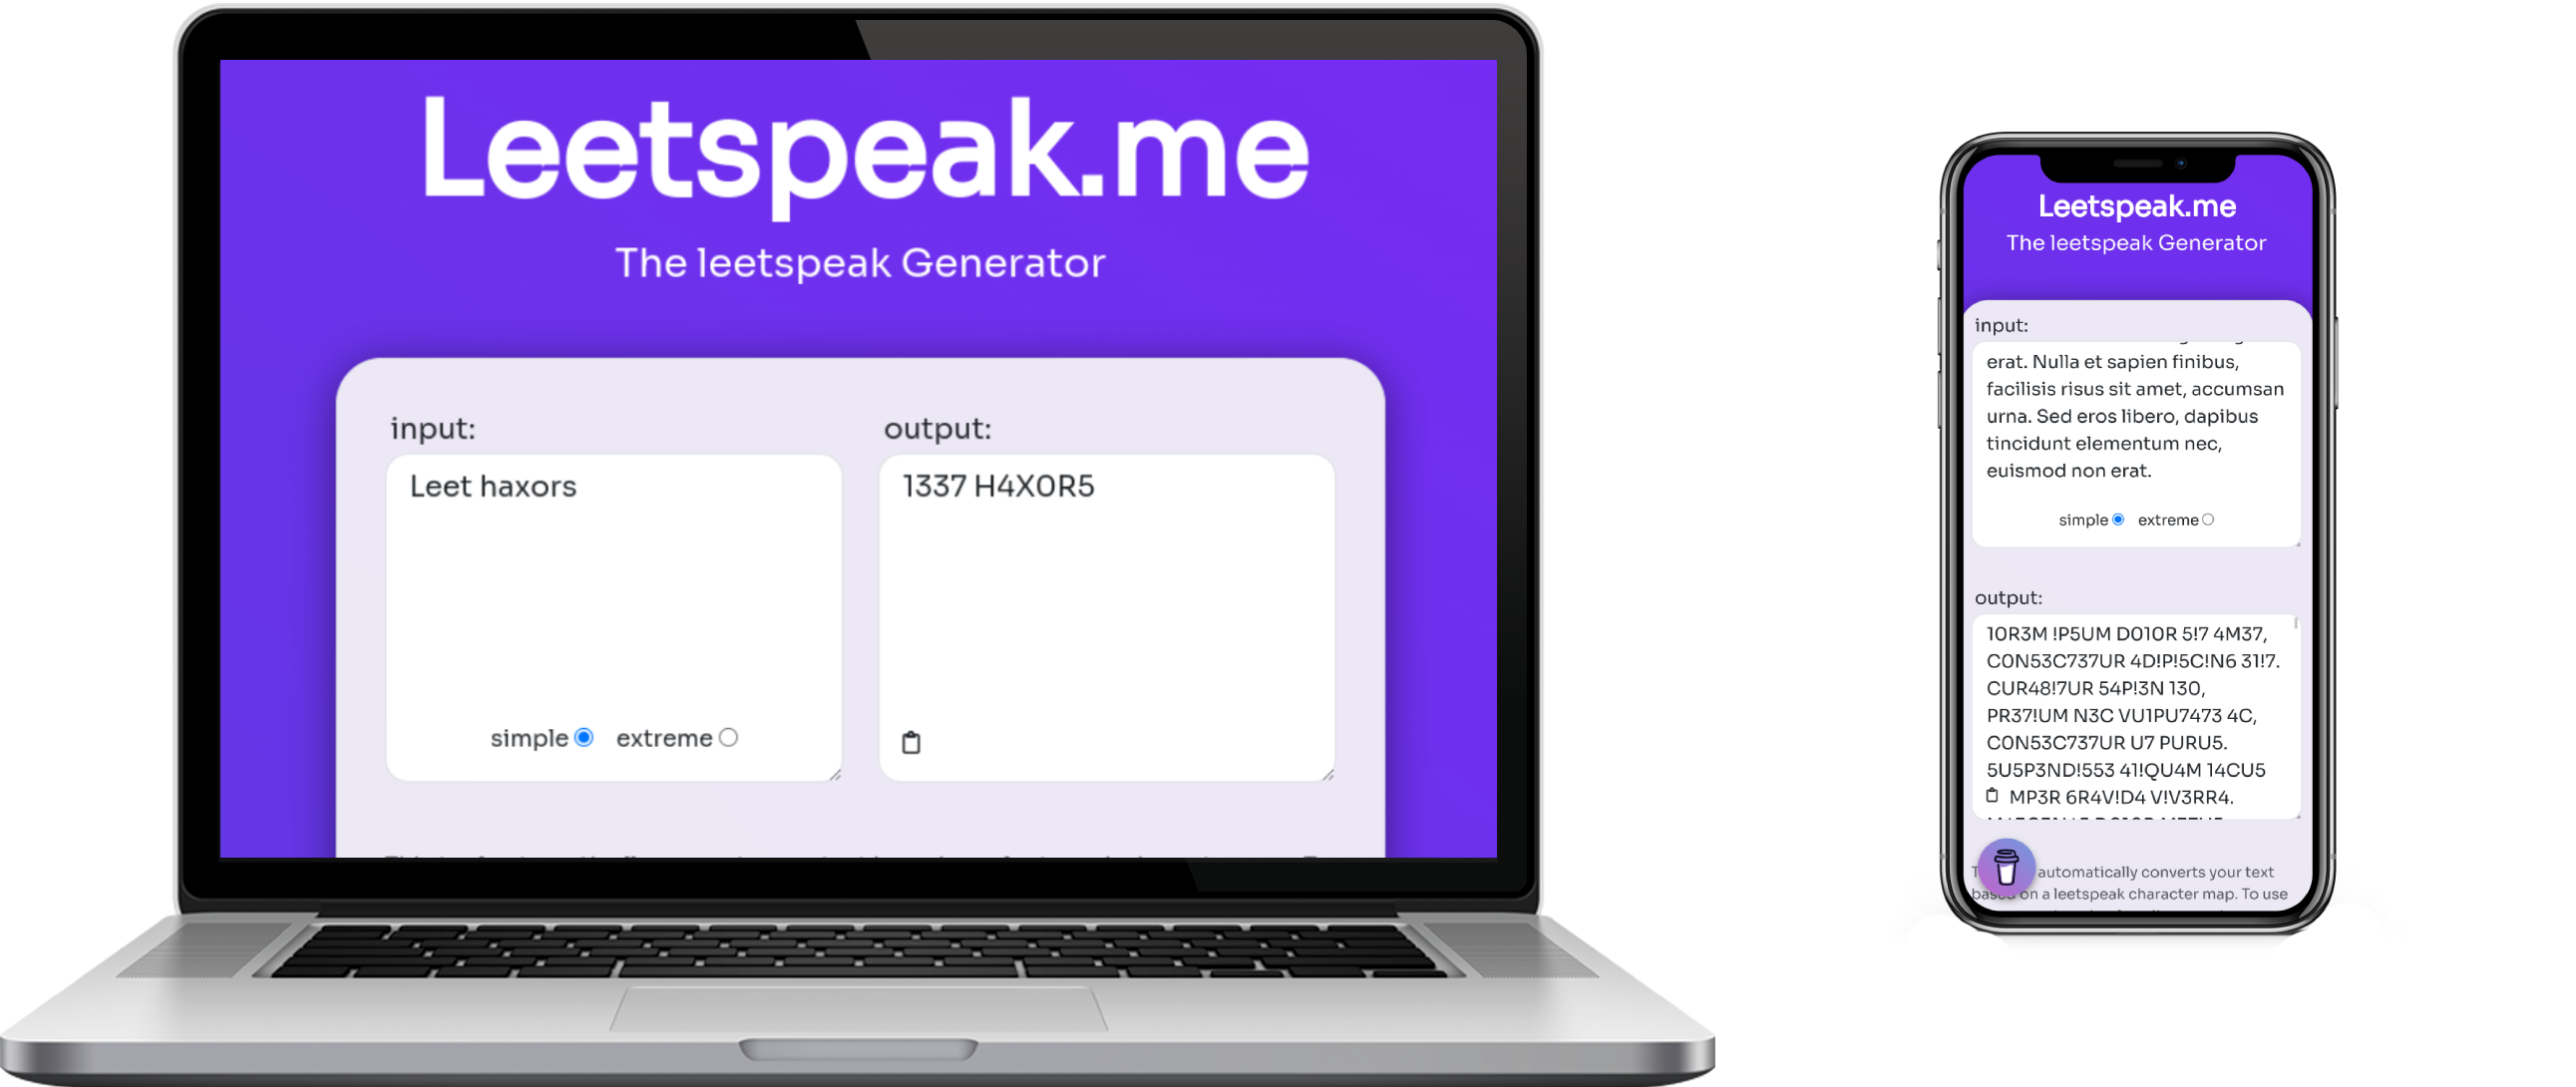 Leetspeak.me
The leetspeak Generator
input:
Leet haxors
simple extreme
output:
1337 H4X0R5
Leetspeak.me
The leetspeak Generator
input:
erat. Nulla et sapien finibus,
facilisis risus sit amet, accumsan
urna. Sed eros libero, dapibus
tincidunt elementum nec,
euismod non erat.
simple extreme
output:
10R3M !P5UM D010R 5!7 4M37,
C0N53C737UR 4D!P!5C!N6 31!7.
CUR48!7UR 54P!3N 130,
PR37!UM N3C VU1PU7473 4C,
C0N53C737UR U7 PURU5.
5U5P3ND!553 41!QU4M 14CU5
MP3R 6R4V!D4 V!V3RR4.
automatically converts your text
based on a leetspeak character map. To use